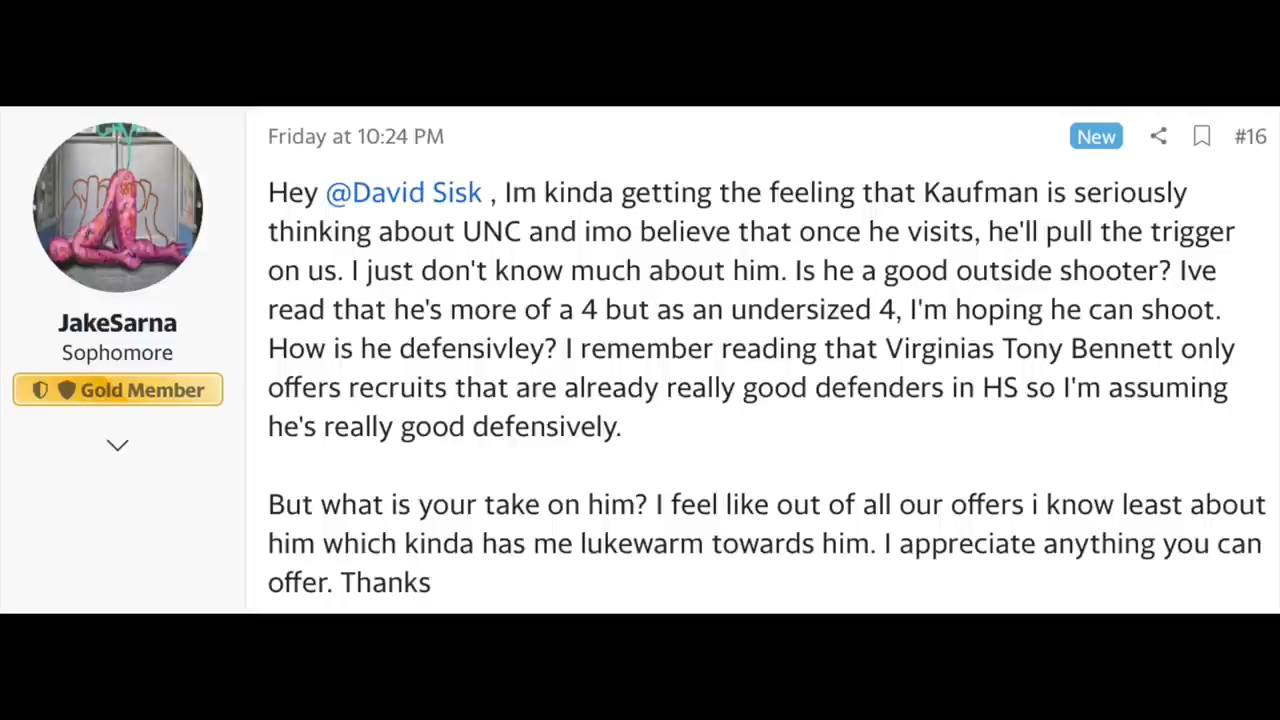 Friday at 10:24 PM
New
#16
JakeSarna
Sophomore
Gold Member
Hey @David Sisk , Im kinda getting the feeling that Kaufman is seriously
thinking about UNC and imo believe that once he visits, he'll pull the trigger
on us. I just don't know much about him. Is he a good outside shooter? Ive
read that he's more of a 4 but as an undersized 4, I'm hoping he can shoot.
How is he defensivley? I remember reading that Virginias Tony Bennett only
offers recruits that are already really good defenders in HS so I'm assuming
he's really good defensively.
But what is your take on him? I feel like out of all our offers i know least about
him which kinda has me lukewarm towards him. I appreciate anything you can
offer. Thanks